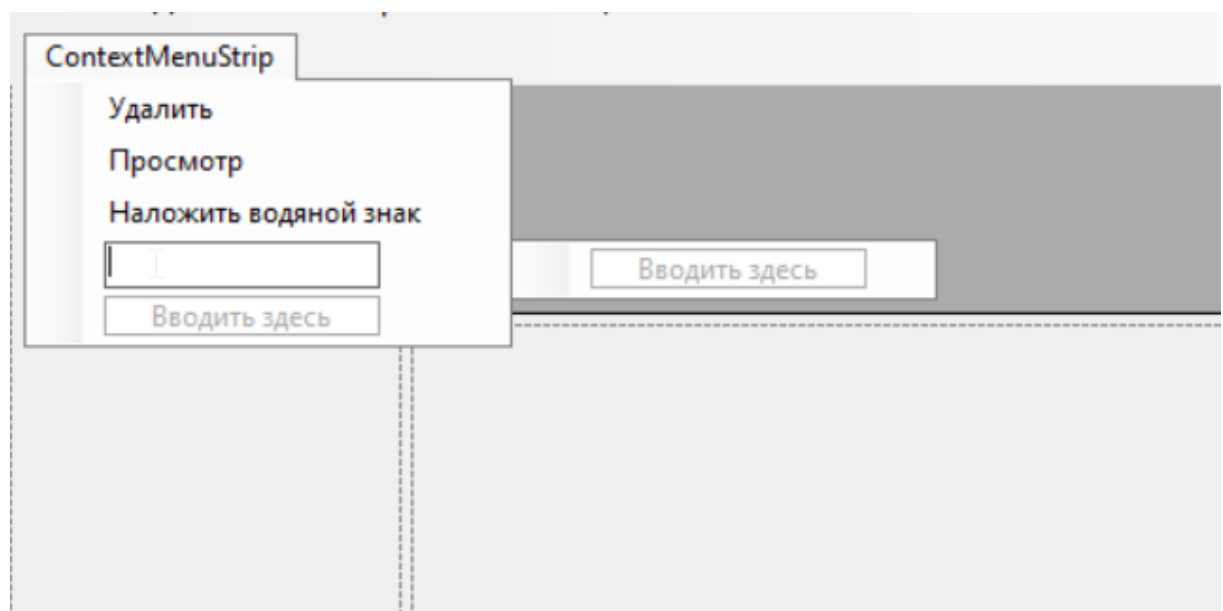 ContextMenuStrip
Удалить
Просмотр
Наложить водяной знак
Вводить здесь
Вводить здесь